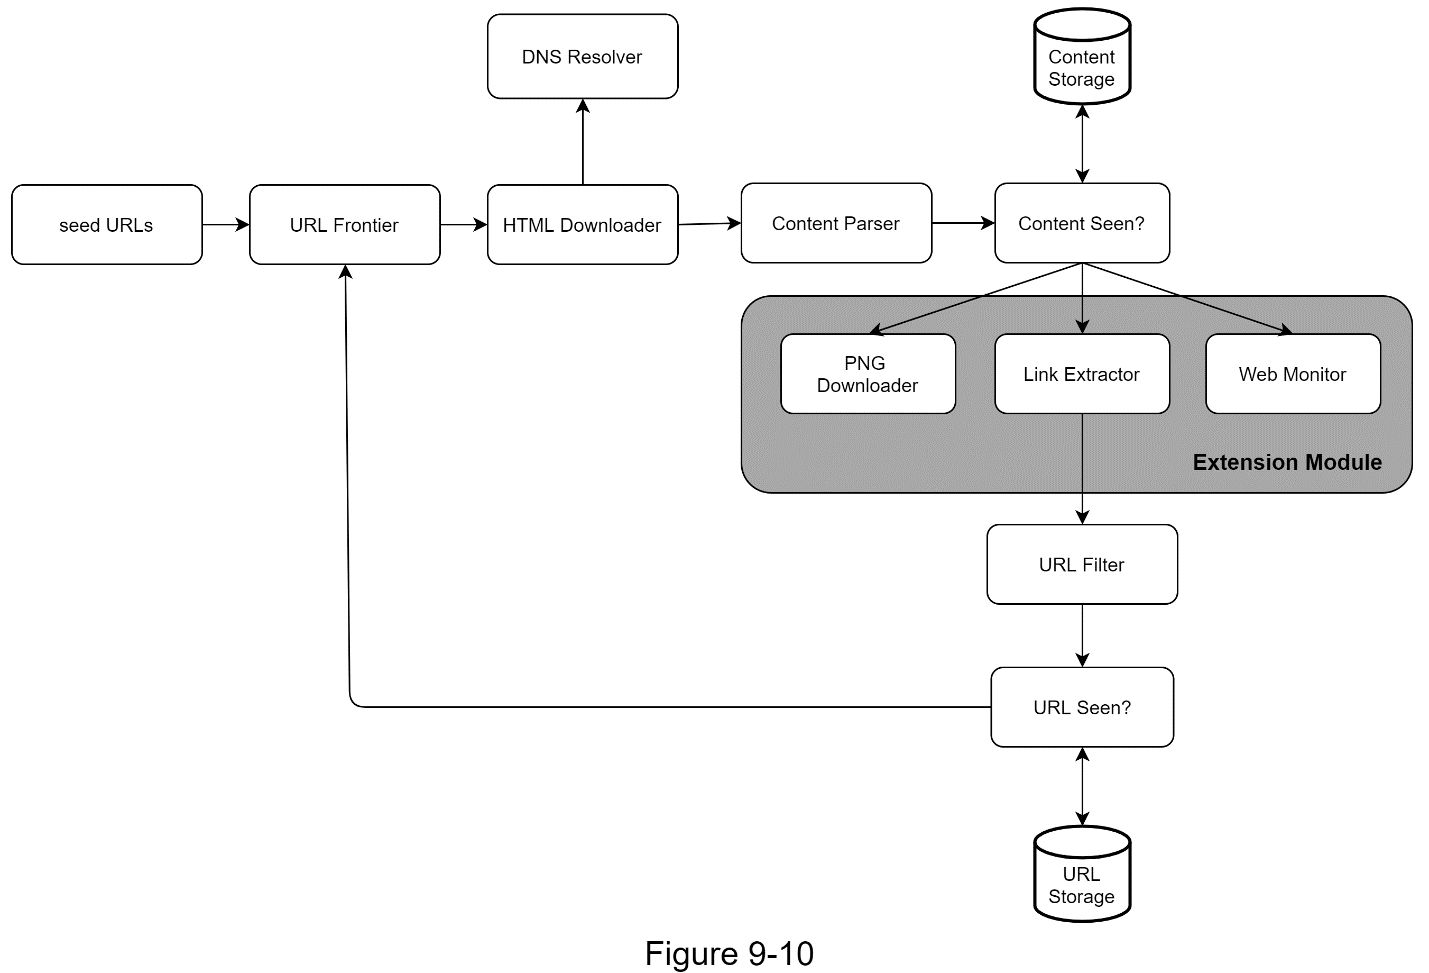 DNS Resolver
Content
Storage
seed URLs
URL Frontier
HTML Downloader
Content Parser
Content Seen?
PNG
Downloader
Link Extractor
Web Monitor
Extension Module
URL Filter
URL Seen?
URL
Storage
Figure 9-10